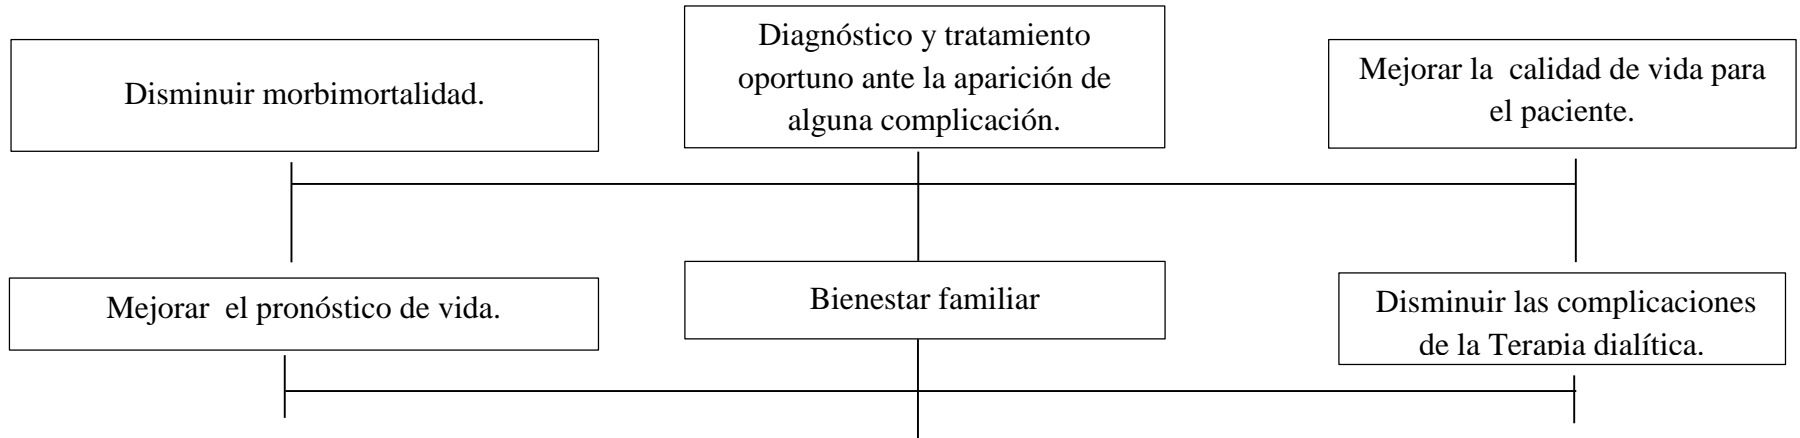 Disminuir morbimortalidad.
Diagnóstico y tratamiento
oportuno ante la aparición de
alguna complicación.
Mejorar la  calidad de vida para
el paciente.
Mejorar  el pronóstico de vida.
Bienestar familiar
Disminuir las complicaciones
de la Terapia dialítica.